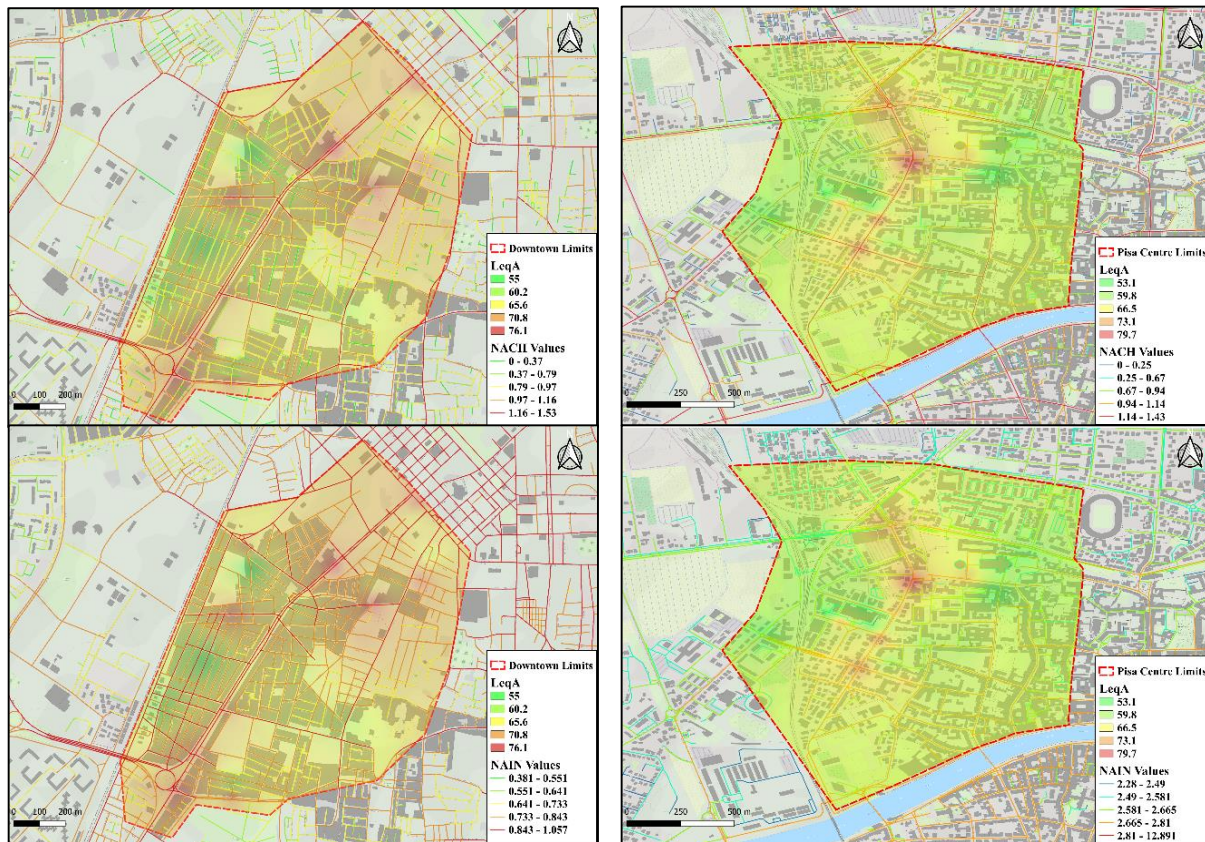 Downtown Limits
LeqA
55
60.2
65.6
70.8
76.1
NACH Values
0 - 0.37
0.37 - 0.79
0.79 - 0.97
0.97 - 1.16
1.16 - 1.53
0 100 200 m
Pisa Centre Limits
LeqA
53.1
59.8
66.5
73.1
79.7
NACH Values
0 - 0.25
0.25 - 0.67
0.67 - 0.94
0.94 - 1.14
1.14 - 1.43
0 250 500 m
Downtown Limits
LeqA
55
60.2
65.6
70.8
76.1
NAIN Values
0.381 - 0.551
0.551 - 0.641
0.641 - 0.733
0.733 - 0.843
0.843 - 1.057
0 100 200 m
Pisa Centre Limits
LeqA
53.1
59.8
66.5
73.1
79.7
NAIN Values
2.28 - 2.49
2.49 - 2.581
2.581 - 2.665
2.665 - 2.81
2.81 - 12.891
0 250 500 m